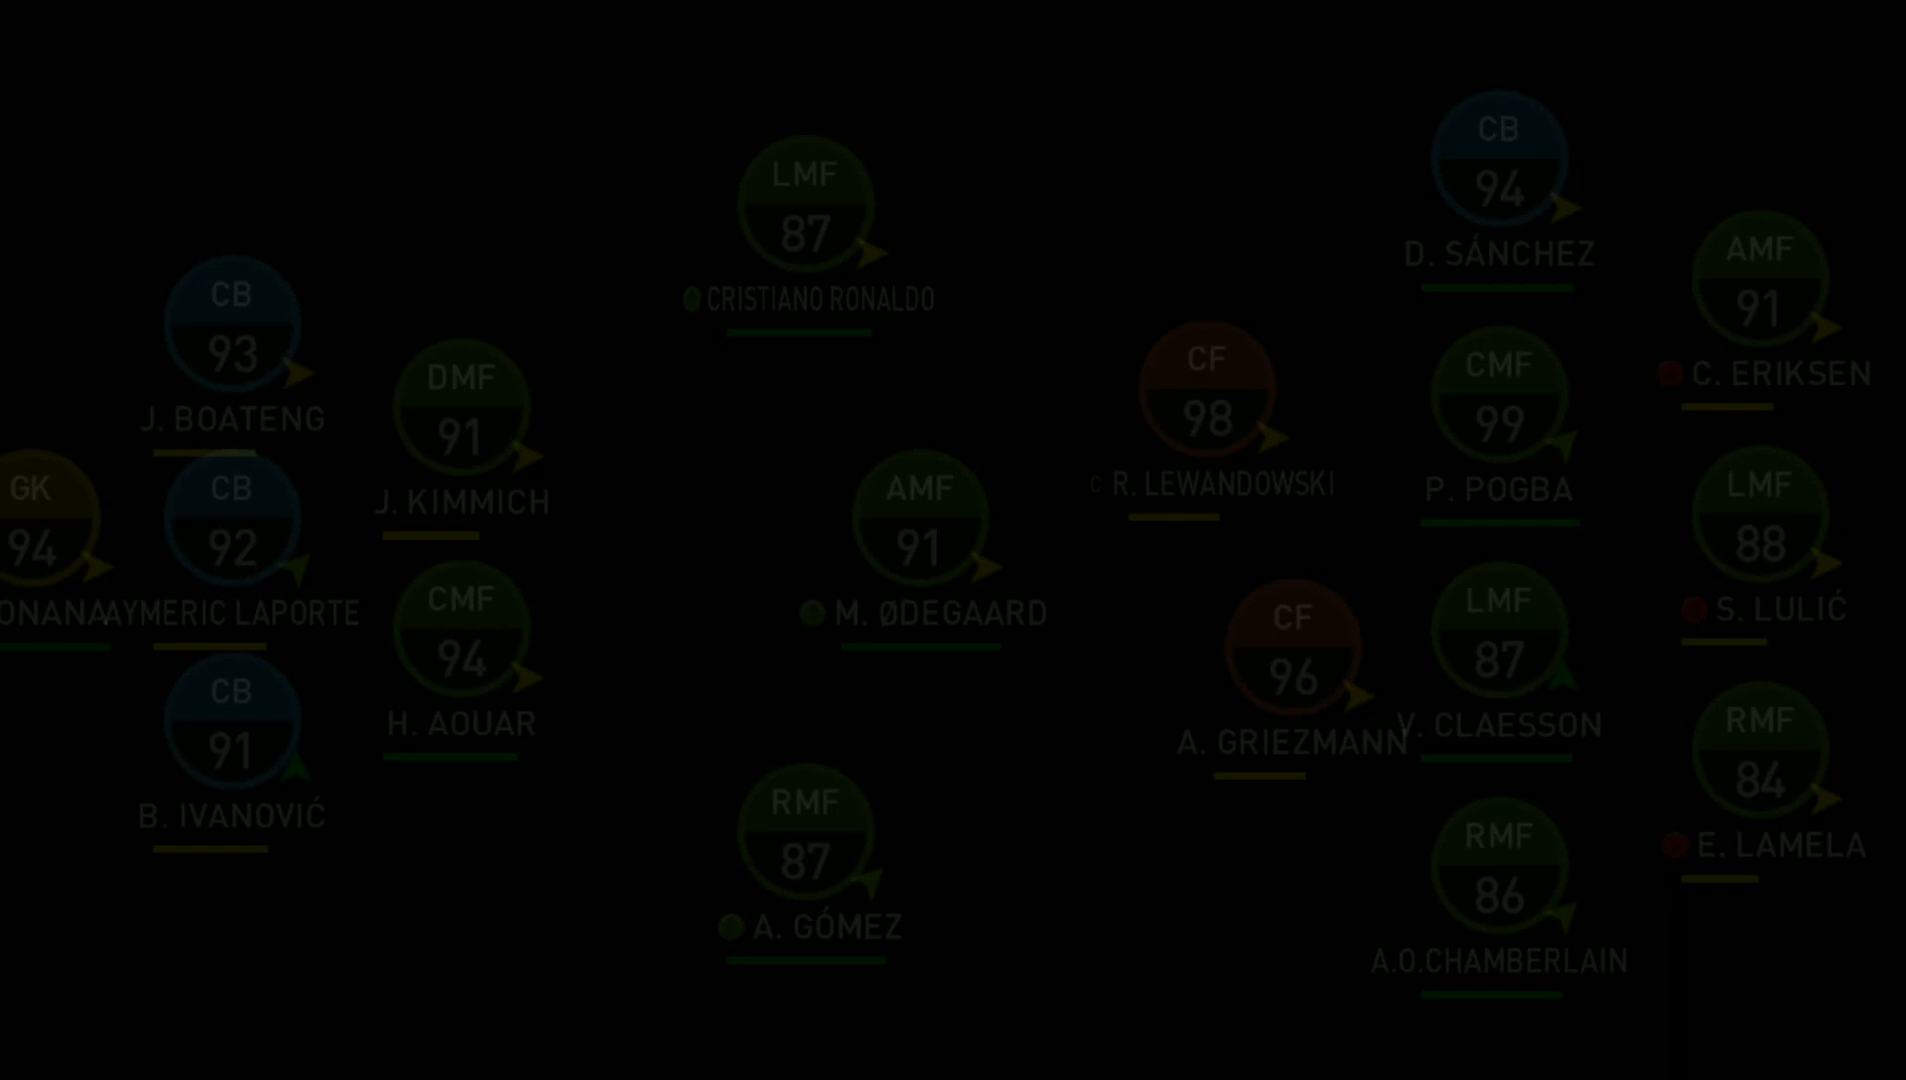 GK
94
ONANA
CB
93
J. BOATENG
CB
92
AYMERIC LAPORTE
CB
91
B. IVANOVIĆ
DMF
91
J. KIMMICH
CMF
94
H. AOUAR
LMF
87
CRISTIANO RONALDO
AMF
91
M. ØDEGAARD
RMF
87
A. GÓMEZ
CF
98
C R. LEWANDOWSKI
CF
96
A. GRIEZMANN
CB
94
D. SÁNCHEZ
CMF
99
P. POGBA
LMF
87
V. CLAESSON
RMF
86
A.O.CHAMBERLAIN
AMF
91
C. ERIKSEN
LMF
88
S. LULIĆ
RMF
84
E. LAMELA